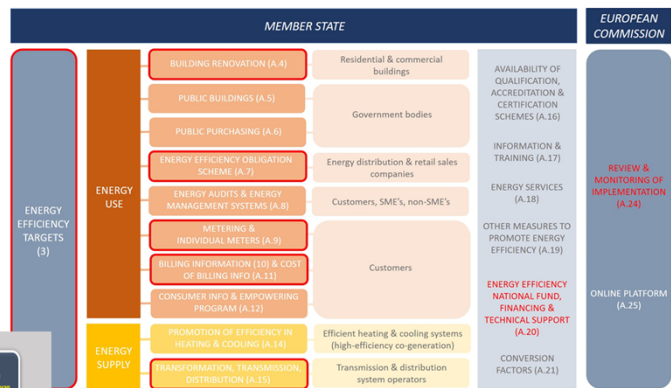 MEMBER STATE
EUROPEAN
COMMISSION
ENERGY
EFFICIENCY
TARGETS
(3)
ENERGY
USE
BUILDING RENOVATION (A.4)
Residential & commercial
buildings
PUBLIC BUILDINGS (A.5)
PUBLIC PURCHASING (A.6)
Government bodies
ENERGY EFFICIENCY OBLIGATION
SCHEME (A.7)
Energy distribution & retail sales
companies
ENERGY AUDITS & ENERGY
MANAGEMENT SYSTEMS (A.8)
Customers, SME's, non-SME's
METERING &
INDIVIDUAL METERS (A.9)
BILLING INFORMATION (10) & COST
OF BILLING INFO (A.11)
CONSUMER INFO & EMPOWERING
PROGRAM (A.12)
Customers
ENERGY
SUPPLY
PROMOTION OF EFFICIENCY IN
HEATING & COOLING (A.14)
Efficient heating & cooling systems
(high-efficiency co-generation)
TRANSFORMATION, TRANSMISSION,
DISTRIBUTION (A.15)
Transmission & distribution
system operators
AVAILABILITY OF
QUALIFICATION,
ACCREDITATION &
CERTIFICATION
SCHEMES (A.16)
INFORMATION &
TRAINING (A.17)
ENERGY SERVICES
(A.18)
OTHER MEASURES TO
PROMOTE ENERGY
EFFICIENCY (A.19)
ENERGY EFFICIENCY
NATIONAL FUND,
FINANCING &
TECHNICAL SUPPORT
(A.20)
CONVERSION
FACTORS (A.21)
REVIEW &
MONITORING OF
IMPLEMENTATION
(A.24)
ONLINE PLATFORM
(A.25)